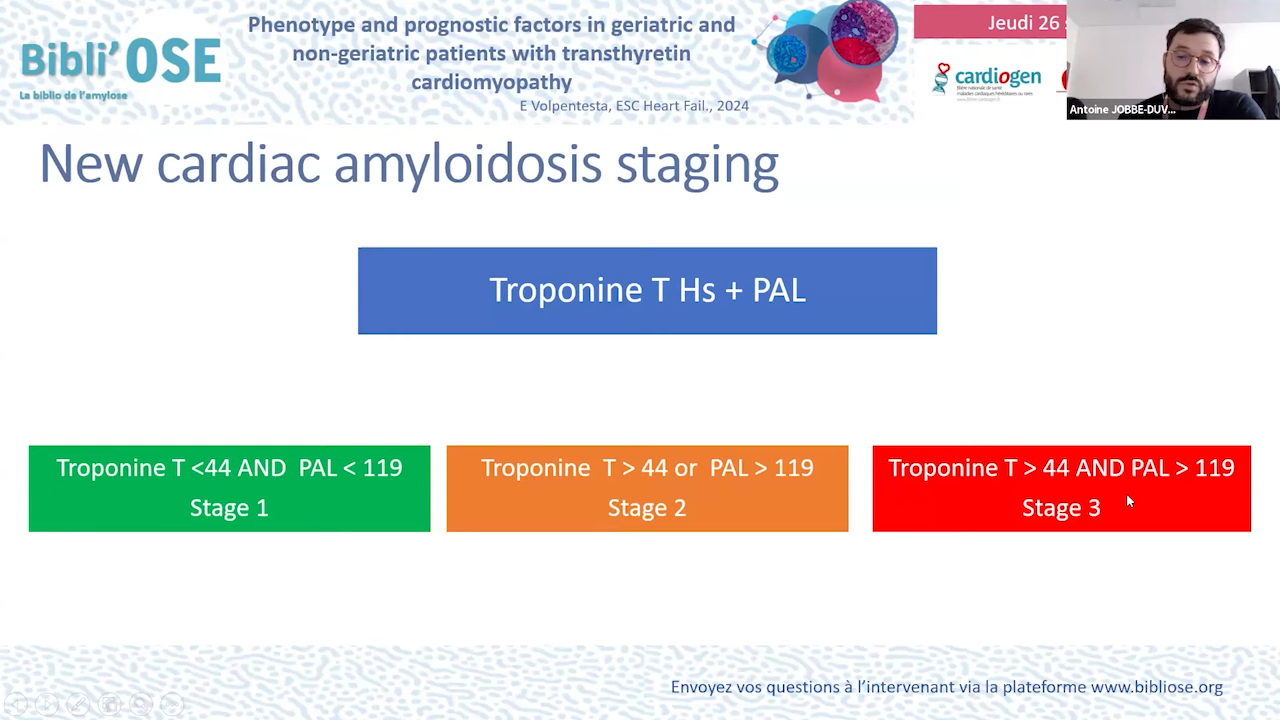 Bibli'OSE
La biblio de l'amylose
Phenotype and prognostic factors in geriatric and
non-geriatric patients with transthyretin
cardiomyopathy
E Volpentesta, ESC Heart Fail., 2024
Jeudi 26
cardiogen
Antoine JOBBE-DUV...
New cardiac amyloidosis staging
Troponine T Hs + PAL
Troponine T <44 AND PAL < 119
Stage 1
Troponine T > 44 or PAL > 119
Stage 2
Troponine T > 44 AND PAL > 119
Stage 3
Envoyez vos questions à l'intervenant via la plateforme www.bibliose.org